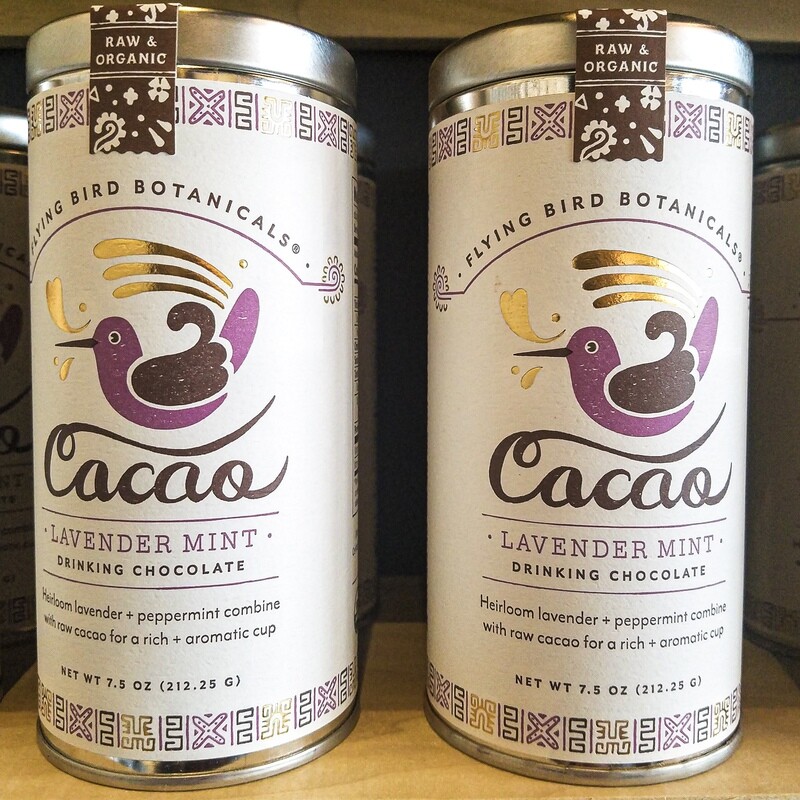 RAW &
ORGANIC
FLYING BIRD BOTANICALS®
Cacao
· LAVENDER MINT ·
DRINKING CHOCOLATE
Heirloom lavender + peppermint combine
with raw cacao for a rich + aromatic cup
NET WT 7.5 OZ (212.25 G)
RAW &
ORGANIC
· FLYING BIRD BOTANICALS®
Cacao
· LAVENDER MINT ·
DRINKING CHOCOLATE
Heirloom lavender + peppermint combine
with raw cacao for a rich + aromatic cup
NET WT 7.5 OZ (212.25 G)